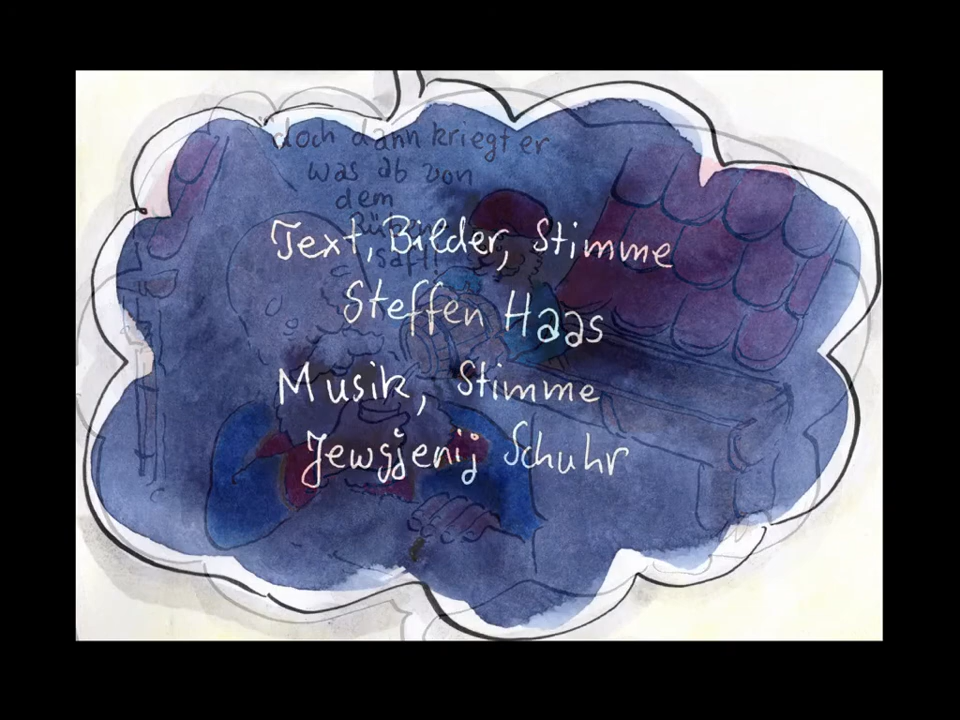 doch dann kriegt er
was ab von
dem
Text, Bilder, Stimme
Steffen Haas
Musik, Stimme
Jewgjenij Schuhr